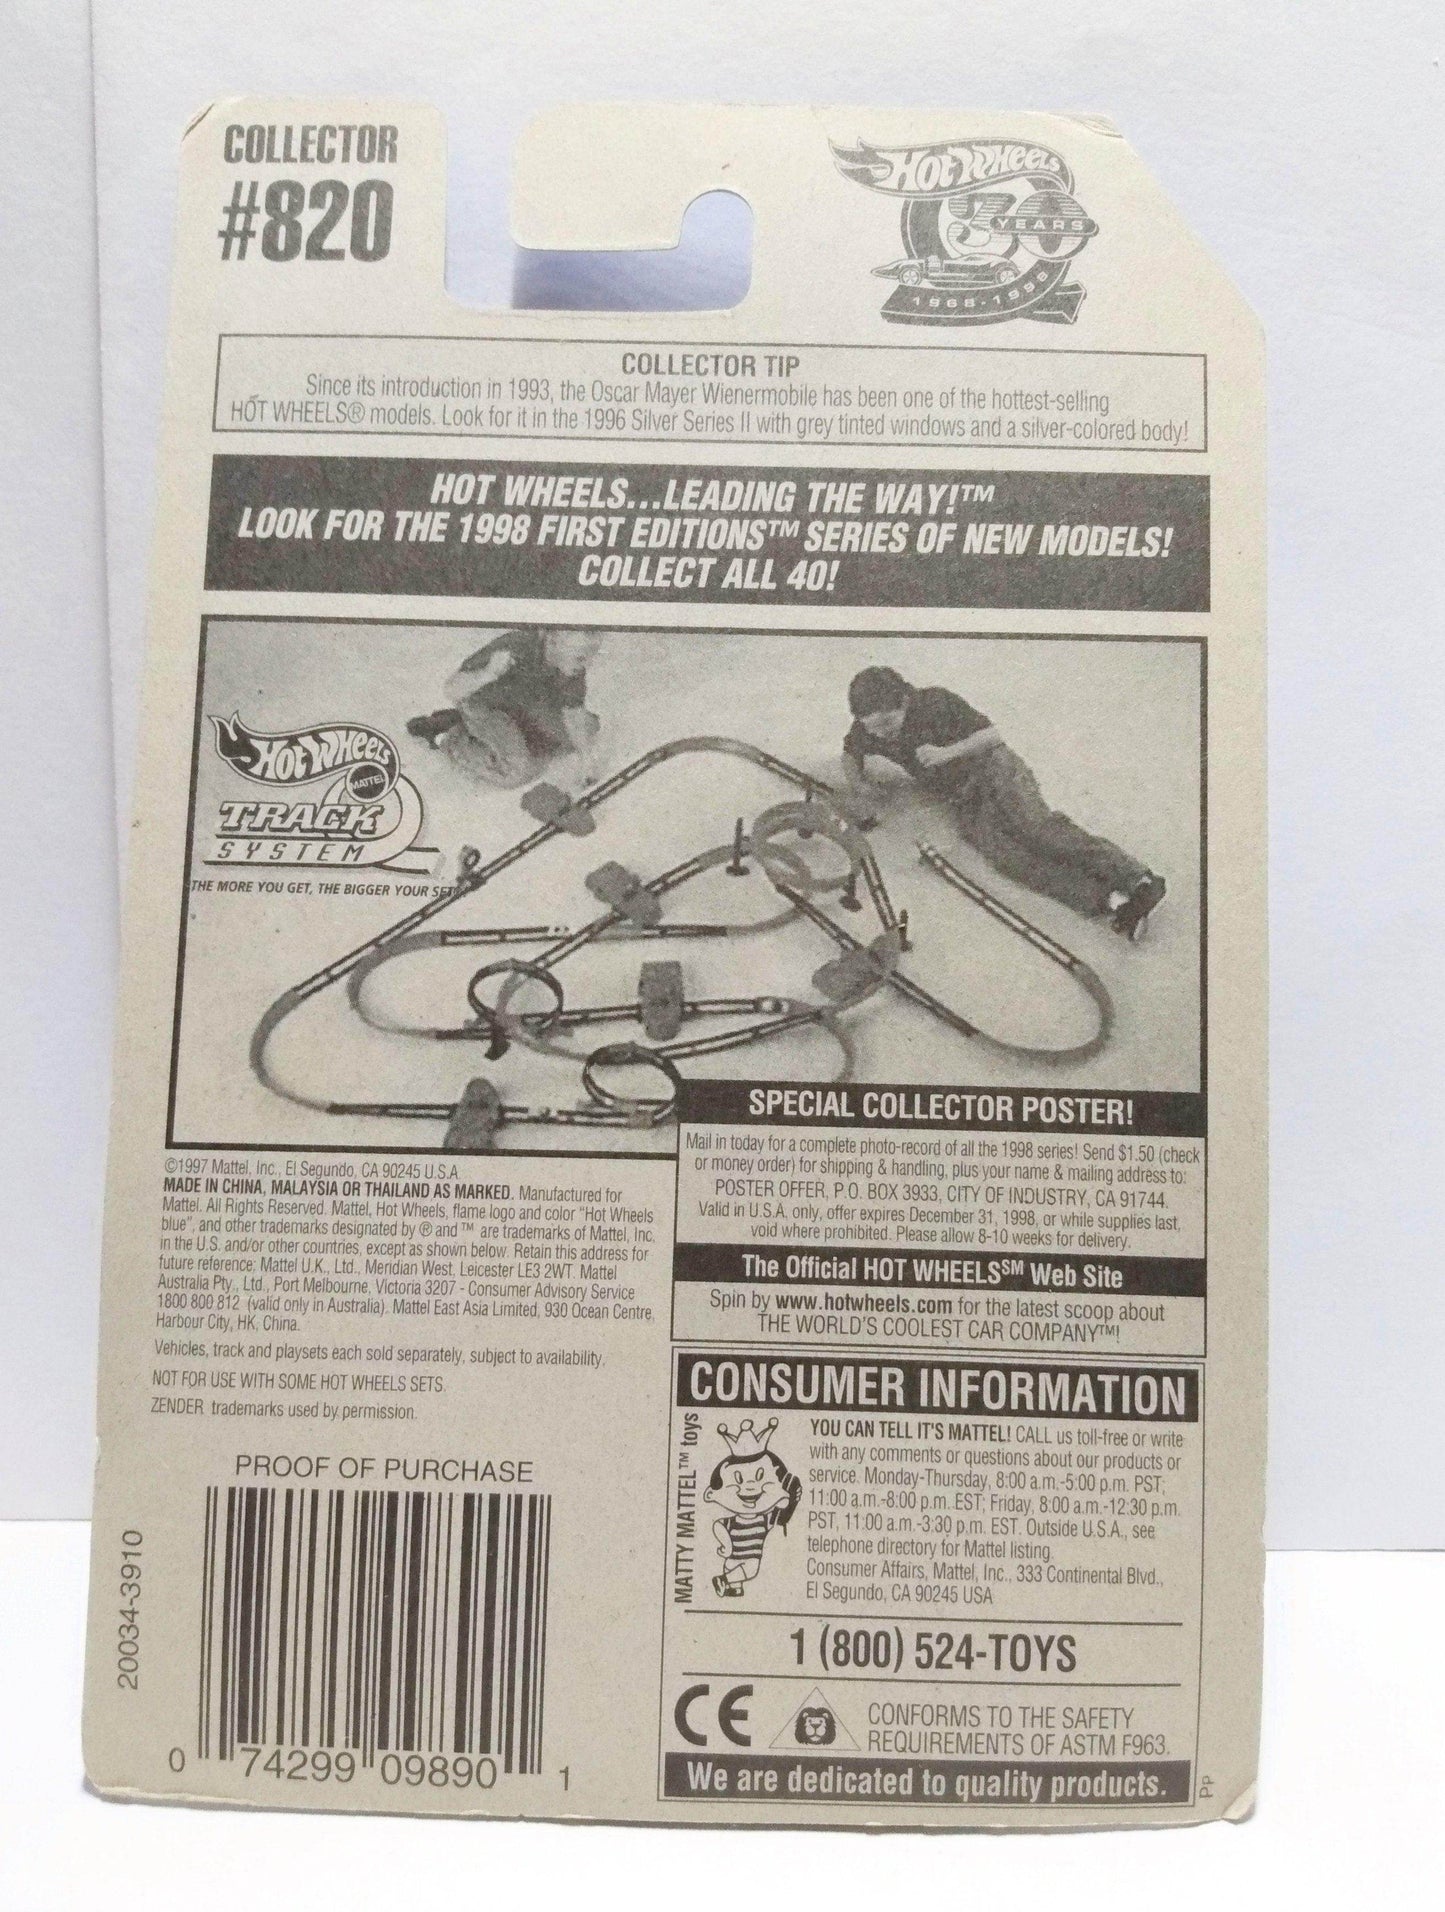 COLLECTOR
#820
HOT WHEELS
30
YEARS
1968-1998
COLLECTOR TIP
Since its introduction in 1993, the Oscar Mayer Wienermobile has been one of the hottest-selling
HOT WHEELS® models. Look for it in the 1996 Silver Series II with grey tinted windows and a silver-colored body!
HOT WHEELS...LEADING THE WAY!™
LOOK FOR THE 1998 FIRST EDITIONS™ SERIES OF NEW MODELS!
COLLECT ALL 40!
HOT WHEELS
MATTEL
TRACK
SYSTEM
THE MORE YOU GET, THE BIGGER YOUR SET
©1997 Mattel, Inc., El Segundo, CA 90245 U.S.A.
MADE IN CHINA, MALAYSIA OR THAILAND AS MARKED. Manufactured for
Mattel. All Rights Reserved. Mattel, Hot Wheels, flame logo and color "Hot Wheels
blue", and other trademarks designated by ® and ™ are trademarks of Mattel, Inc.
in the U.S. and/or other countries, except as shown below. Retain this address for
future reference: Mattel U.K., Ltd., Meridian West, Leicester LE3 2WT. Mattel
Australia Pty., Ltd., Port Melbourne, Victoria 3207 - Consumer Advisory Service
1800 800 812 (valid only in Australia). Mattel East Asia Limited, 930 Ocean Centre,
Harbour City, HK, China.
Vehicles, track and playsets each sold separately, subject to availability.
NOT FOR USE WITH SOME HOT WHEELS SETS.
ZENDER trademarks used by permission.
SPECIAL COLLECTOR POSTER!
Mail in today for a complete photo-record of all the 1998 series! Send $1.50 (check
or money order) for shipping & handling, plus your name & mailing address to:
POSTER OFFER, P.O. BOX 3933, CITY OF INDUSTRY, CA 91744.
Valid in U.S.A. only, offer expires December 31, 1998, or while supplies last,
void where prohibited. Please allow 8-10 weeks for delivery.
The Official HOT WHEELS℠ Web Site
Spin by www.hotwheels.com for the latest scoop about
THE WORLD'S COOLEST CAR COMPANY™!
CONSUMER INFORMATION
MATTY MATTEL™ toys
YOU CAN TELL IT'S MATTEL! CALL us toll-free or write
with any comments or questions about our products or
service. Monday-Thursday, 8:00 a.m.-5:00 p.m. PST;
11:00 a.m.-8:00 p.m. EST; Friday, 8:00 a.m.-12:30 p.m.
PST, 11:00 a.m.-3:30 p.m. EST. Outside U.S.A., see
telephone directory for Mattel listing.
Consumer Affairs, Mattel, Inc., 333 Continental Blvd.,
El Segundo, CA 90245 USA
1 (800) 524-TOYS
CE
CONFORMS TO THE SAFETY
REQUIREMENTS OF ASTM F963.
We are dedicated to quality products.
PP
PROOF OF PURCHASE
20034-3910
0 74299 09890 1